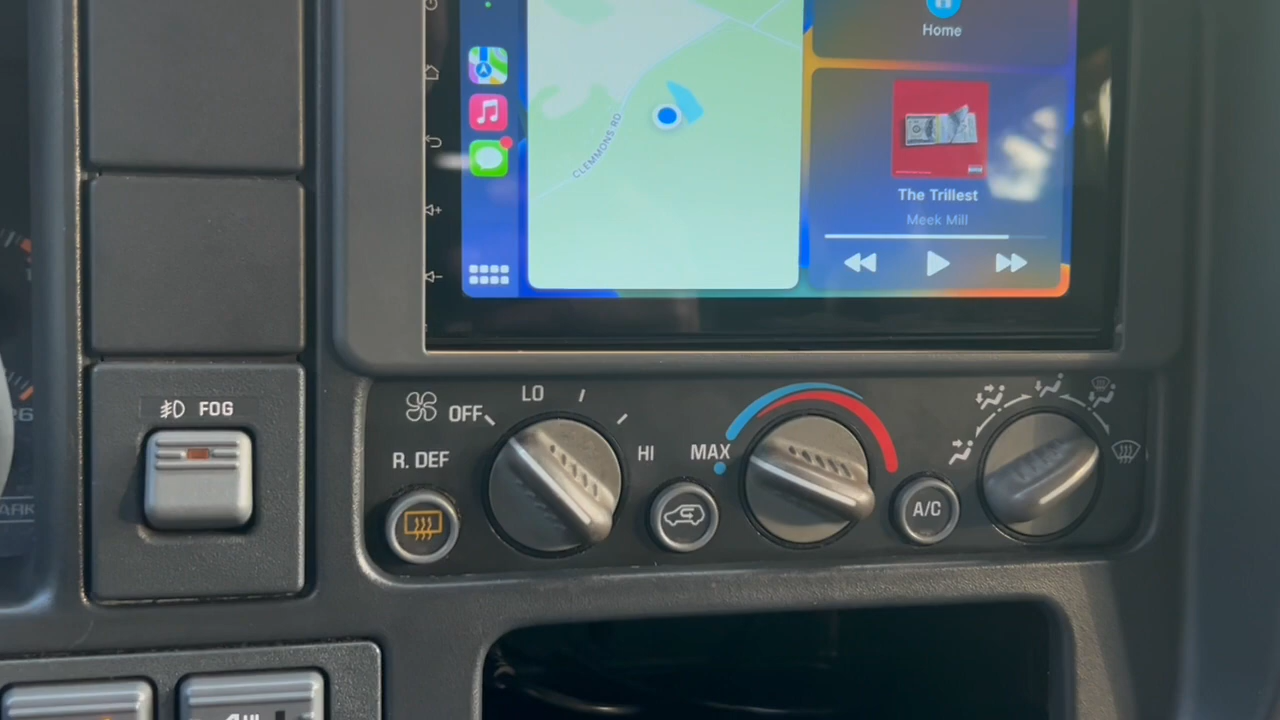 Home
CLEMMONS RD
The Trillest
Meek Mill
FOG
OFF
LO
HI
R. DEF
MAX
A/C